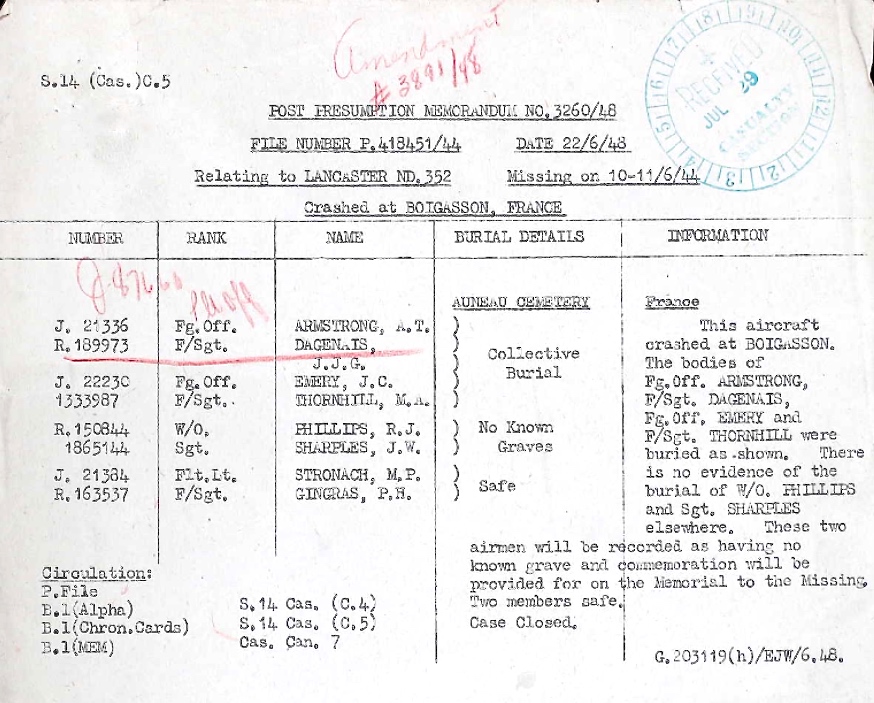 Amendment
# 3891/48
S.14 (Cas.)C.5
RECEIVED
JUL 29
CASUALTY
SECTION
POST PRESUMPTION MEMORANDUM NO.3260/48
FILE NUMBER P.418451/44 DATE 22/6/48
Relating to LANCASTER ND.352 Missing on 10-11/6/44
Crashed at BOIGASSON, FRANCE
NUMBER RANK NAME BURIAL DETAILS INFORMATION
AUNEAU CEMETERY France
J. 21336 Fg.Off. ARMSTRONG, A.T. ) This aircraft
R.189973 F/Sgt. DAGENAIS, ) Collective crashed at BOIGASSON.
J.J.G. ) Burial The bodies of
J. 22230 Fg.Off. EMERY, J.C. ) Fg.Off. ARMSTRONG,
1333987 F/Sgt.. THORNHILL, M.A. ) F/Sgt. DAGENAIS,
Fg.Off. EMERY and
R.150844 W/O. PHILLIPS, R.J. ) No Known F/Sgt. THORNHILL were
1865144 Sgt. SHARPLES, J.W. ) Graves buried as shown. There
J. 21384 Flt.Lt. STRONACH, M.P. ) Safe is no evidence of the
R.163537 F/Sgt. GINGRAS, P.H. ) burial of W/O. PHILLIPS
and Sgt. SHARPLES
elsewhere. These two
airmen will be recorded as having no
known grave and commemoration will be
provided for on the Memorial to the Missing.
Two members safe.
Case Closed.
Circulation:
P.File
B.1(Alpha) S.14 Cas. (C.4)
B.1(Chron.Cards) S.14 Cas. (C.5)
B.1(MEM) Cas. Can. 7
G.203119(h)/EJW/6.48.